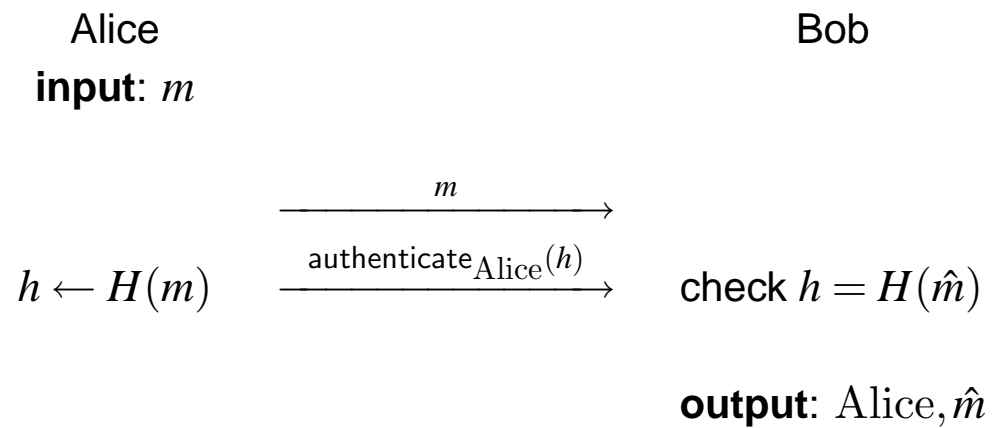 Alice Bob
input: m
m
authenticate_Alice(h)
h ← H(m) check h = H(m̂)
output: Alice, m̂